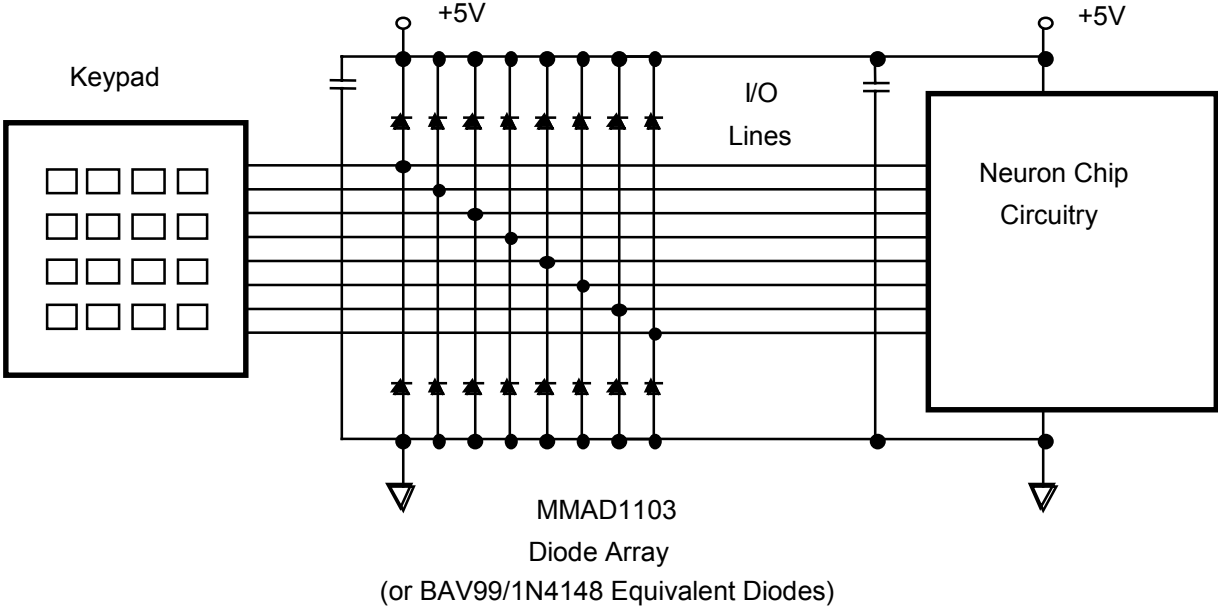 +5V
+5V
Keypad
I/O
Lines
Neuron Chip
Circuitry
MMAD1103
Diode Array
(or BAV99/1N4148 Equivalent Diodes)